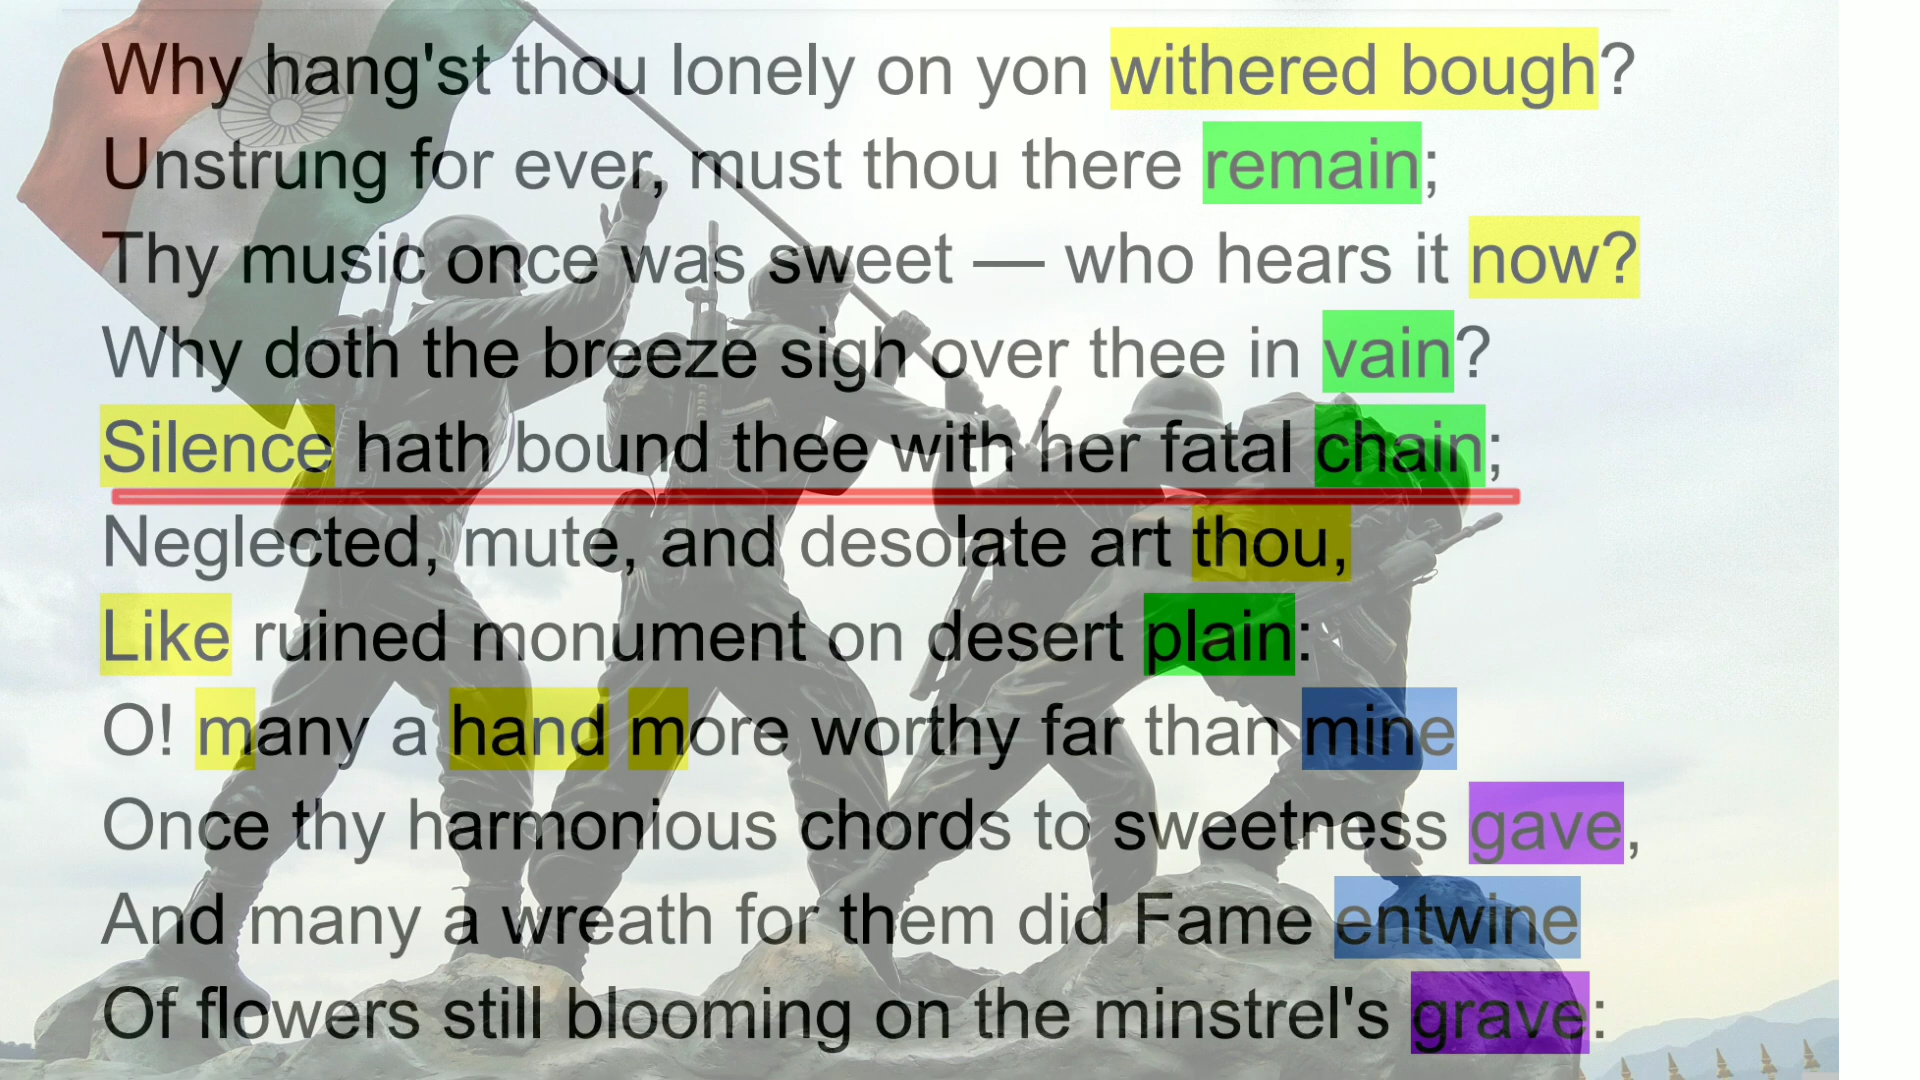 Why hang'st thou lonely on yon withered bough?
Unstrung for ever, must thou there remain;
Thy music once was sweet — who hears it now?
Why doth the breeze sigh over thee in vain?
Silence hath bound thee with her fatal chain;
Neglected, mute, and desolate art thou,
Like ruined monument on desert plain:
O! many a hand more worthy far than mine
Once thy harmonious chords to sweetness gave,
And many a wreath for them did Fame entwine
Of flowers still blooming on the minstrel's grave: